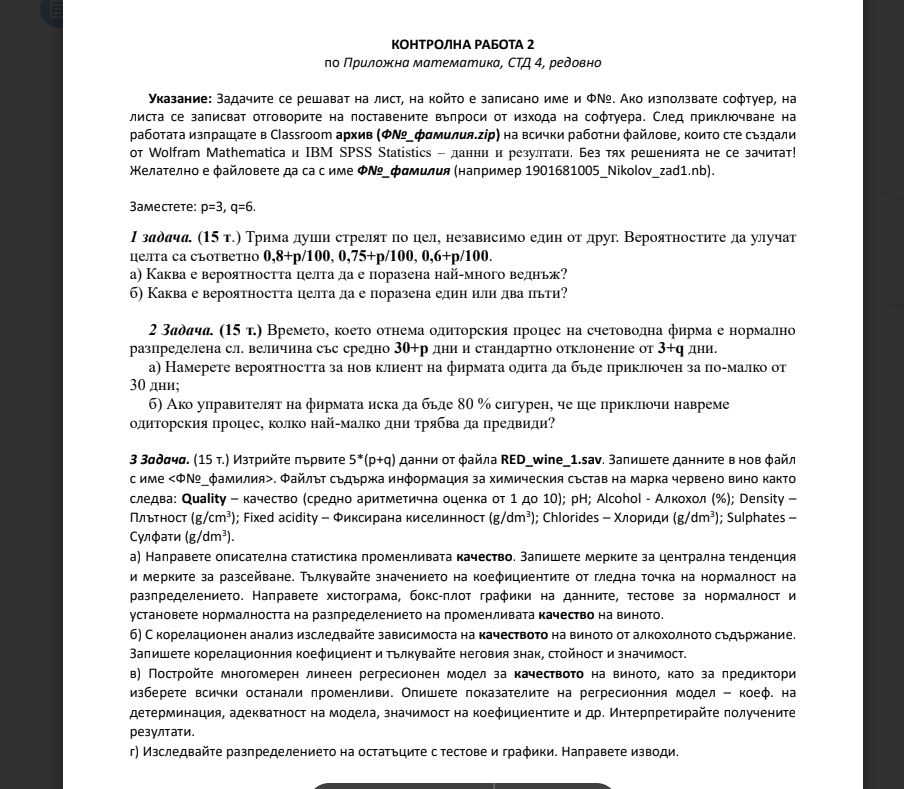 КОНТРОЛНА РАБОТА 2
по Приложна математика, СТД 4, редовно
Указание: Задачите се решават на лист, на който е записано име и Ф№. Ако използвате софтуер, на
листа се записват отговорите на поставените въпроси от изхода на софтуера. След приключване на
работата изпращате в Classroom архив (Ф№_фамилия.zip) на всички работни файлове, които сте създали
от Wolfram Mathematica и IBM SPSS Statistics – данни и резултати. Без тях решенията не се зачитат!
Желателно е файловете да са с име Ф№_фамилия (например 1901681005_Nikolov_zad1.nb).
Заместете: p=3, q=6.
1 задача. (15 т.) Трима души стрелят по цел, независимо един от друг. Вероятностите да улучат
целта са съответно 0,8+p/100, 0,75+p/100, 0,6+p/100.
а) Каква е вероятността целта да е поразена най-много веднъж?
б) Каква е вероятността целта да е поразена един или два пъти?
2 Задача. (15 т.) Времето, което отнема одиторския процес на счетоводна фирма е нормално
разпределена сл. величина със средно 30+p дни и стандартно отклонение от 3+q дни.
а) Намерете вероятността за нов клиент на фирмата одита да бъде приключен за по-малко от
30 дни;
б) Ако управителят на фирмата иска да бъде 80 % сигурен, че ще приключи навреме
одиторския процес, колко най-малко дни трябва да предвиди?
3 Задача. (15 т.) Изтрийте първите 5*(p+q) данни от файла RED_wine_1.sav. Запишете данните в нов файл
с име <Ф№_фамилия>. Файлът съдържа информация за химическия състав на марка червено вино както
следва: Quality – качество (средно аритметична оценка от 1 до 10); pH; Alcohol - Алкохол (%); Density –
Плътност (g/cm³); Fixed acidity – Фиксирана киселинност (g/dm³); Chlorides – Хлориди (g/dm³); Sulphates –
Сулфати (g/dm³).
а) Направете описателна статистика променливата качество. Запишете мерките за централна тенденция
и мерките за разсейване. Тълкувайте значението на коефициентите от гледна точка на нормалност на
разпределението. Направете хистограма, бокс-плот графики на данните, тестове за нормалност и
установете нормалността на разпределението на променливата качество на виното.
б) С корелационен анализ изследвайте зависимоста на качеството на виното от алкохолното съдържание.
Запишете корелационния коефициент и тълкувайте неговия знак, стойност и значимост.
в) Постройте многомерен линеен регресионен модел за качеството на виното, като за предиктори
изберете всички останали променливи. Опишете показателите на регресионния модел – коеф. на
детерминация, адекватност на модела, значимост на коефициентите и др. Интерпретирайте получените
резултати.
г) Изследвайте разпределението на остатъците с тестове и графики. Направете изводи.